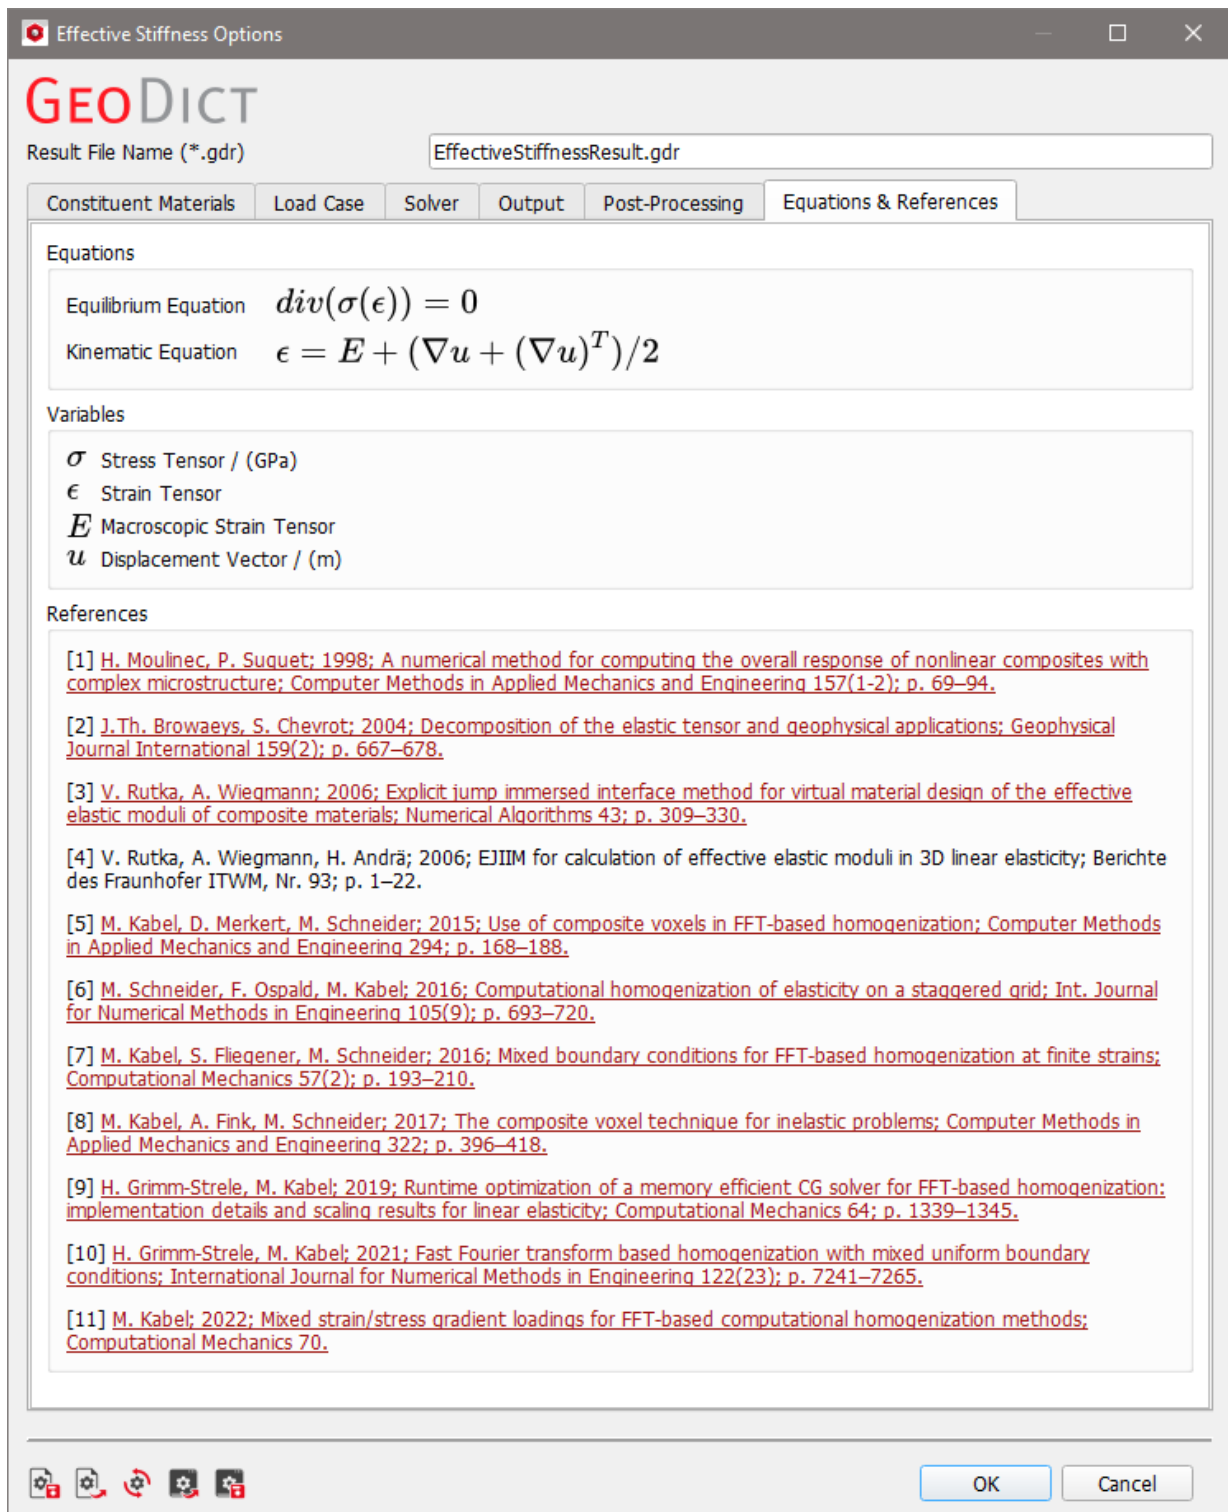 Effective Stiffness Options
GEODICT
Result File Name (*.gdr)
EffectiveStiffnessResult.gdr
Constituent Materials
Load Case
Solver
Output
Post-Processing
Equations & References
Equations
Equilibrium Equation div(σ(ϵ)) = 0
Kinematic Equation ϵ = E + (∇u + (∇u)^T)/2
Variables
σ Stress Tensor / (GPa)
ϵ Strain Tensor
E Macroscopic Strain Tensor
u Displacement Vector / (m)
References
[1] H. Moulinec, P. Suquet; 1998; A numerical method for computing the overall response of nonlinear composites with
complex microstructure; Computer Methods in Applied Mechanics and Engineering 157(1-2); p. 69–94.
[2] J.Th. Browaeys, S. Chevrot; 2004; Decomposition of the elastic tensor and geophysical applications; Geophysical
Journal International 159(2); p. 667–678.
[3] V. Rutka, A. Wiegmann; 2006; Explicit jump immersed interface method for virtual material design of the effective
elastic moduli of composite materials; Numerical Algorithms 43; p. 309–330.
[4] V. Rutka, A. Wiegmann, H. Andrä; 2006; EJIIM for calculation of effective elastic moduli in 3D linear elasticity; Berichte
des Fraunhofer ITWM, Nr. 93; p. 1–22.
[5] M. Kabel, D. Merkert, M. Schneider; 2015; Use of composite voxels in FFT-based homogenization; Computer Methods
in Applied Mechanics and Engineering 294; p. 168–188.
[6] M. Schneider, F. Ospald, M. Kabel; 2016; Computational homogenization of elasticity on a staggered grid; Int. Journal
for Numerical Methods in Engineering 105(9); p. 693–720.
[7] M. Kabel, S. Fliegener, M. Schneider; 2016; Mixed boundary conditions for FFT-based homogenization at finite strains;
Computational Mechanics 57(2); p. 193–210.
[8] M. Kabel, A. Fink, M. Schneider; 2017; The composite voxel technique for inelastic problems; Computer Methods in
Applied Mechanics and Engineering 322; p. 396–418.
[9] H. Grimm-Strele, M. Kabel; 2019; Runtime optimization of a memory efficient CG solver for FFT-based homogenization:
implementation details and scaling results for linear elasticity; Computational Mechanics 64; p. 1339–1345.
[10] H. Grimm-Strele, M. Kabel; 2021; Fast Fourier transform based homogenization with mixed uniform boundary
conditions; International Journal for Numerical Methods in Engineering 122(23); p. 7241–7265.
[11] M. Kabel; 2022; Mixed strain/stress gradient loadings for FFT-based computational homogenization methods;
Computational Mechanics 70.
OK
Cancel